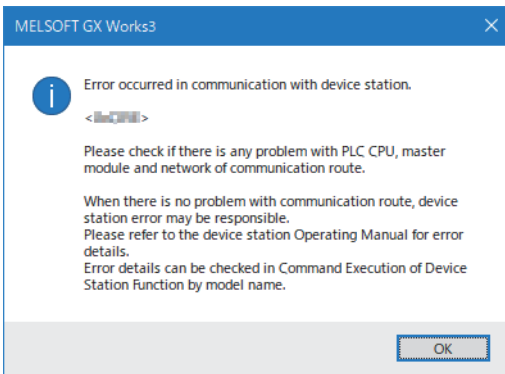 MELSOFT GX Works3
Error occurred in communication with device station.
< >
Please check if there is any problem with PLC CPU, master
module and network of communication route.
When there is no problem with communication route, device
station error may be responsible.
Please refer to the device station Operating Manual for error
details.
Error details can be checked in Command Execution of Device
Station Function by model name.
OK